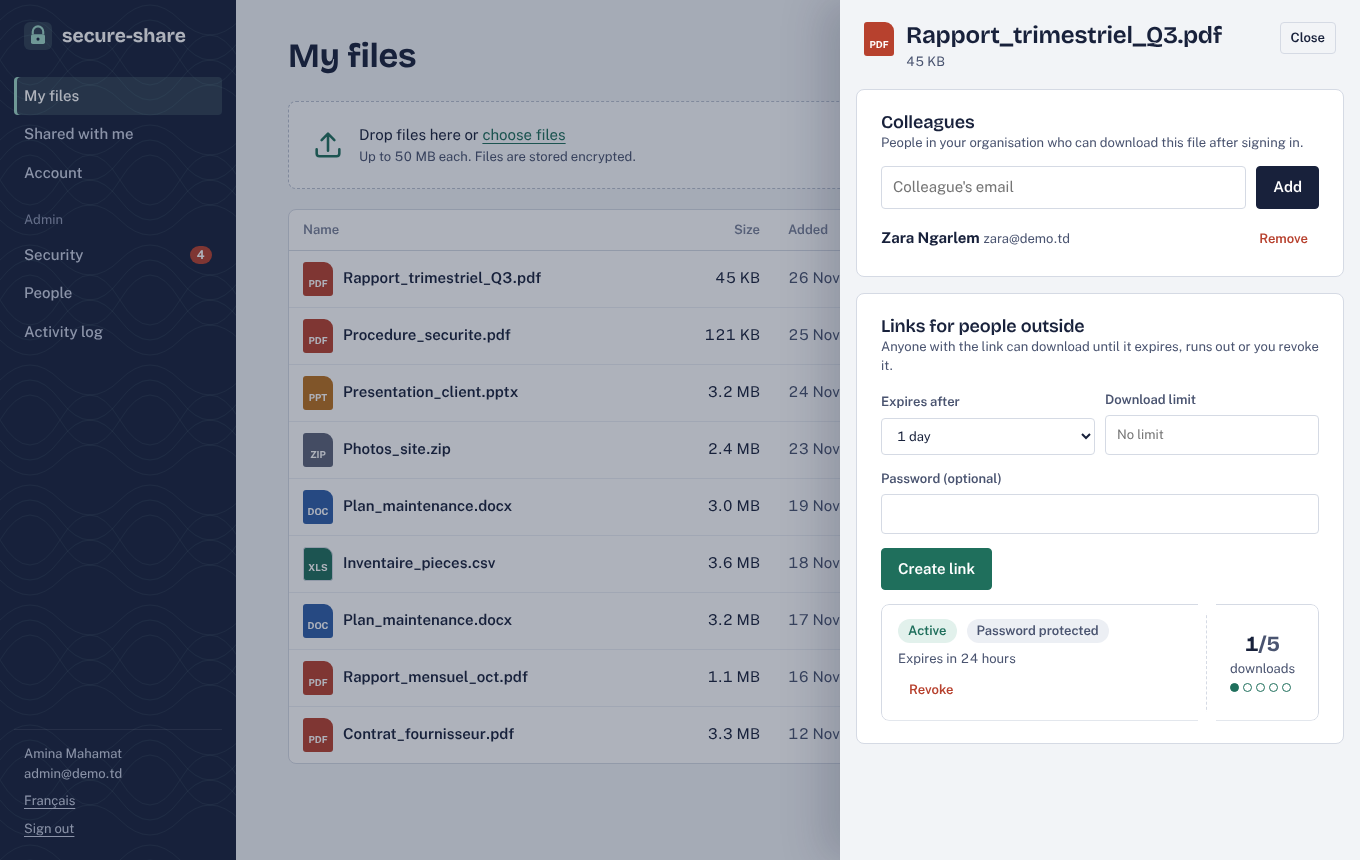 secure-share
My files
Shared with me
Account
Admin
Security 4
People
Activity log
Amina Mahamat
admin@demo.td
Français
Sign out
My files
Drop files here or choose files
Up to 50 MB each. Files are stored encrypted.
Name Size Added
PDF Rapport_trimestriel_Q3.pdf 45 KB 26 Nov
PDF Procedure_securite.pdf 121 KB 25 Nov
PPT Presentation_client.pptx 3.2 MB 24 Nov
ZIP Photos_site.zip 2.4 MB 23 Nov
DOC Plan_maintenance.docx 3.0 MB 19 Nov
XLS Inventaire_pieces.csv 3.6 MB 18 Nov
DOC Plan_maintenance.docx 3.2 MB 17 Nov
PDF Rapport_mensuel_oct.pdf 1.1 MB 16 Nov
PDF Contrat_fournisseur.pdf 3.3 MB 12 Nov
PDF Rapport_trimestriel_Q3.pdf Close
45 KB
Colleagues
People in your organisation who can download this file after signing in.
Colleague's email Add
Zara Ngarlem zara@demo.td Remove
Links for people outside
Anyone with the link can download until it expires, runs out or you revoke
it.
Expires after Download limit
1 day No limit
Password (optional)
Create link
Active Password protected
Expires in 24 hours
Revoke
1/5
downloads